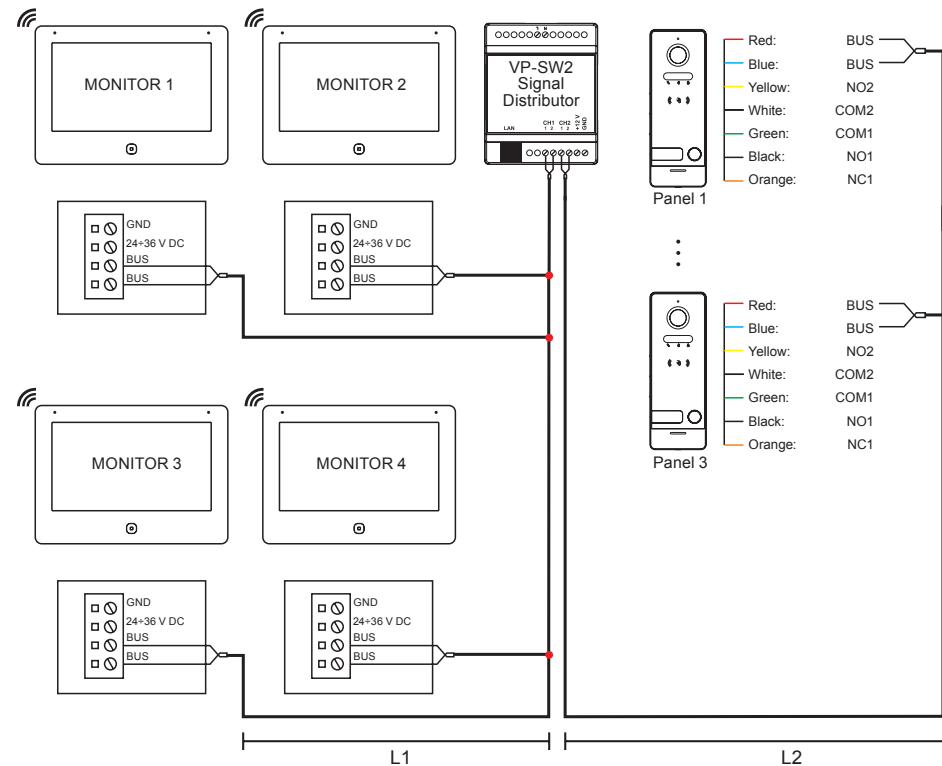 MONITOR 1
MONITOR 2
L N
VP-SW2
Signal
Distributor
LAN
CH1 CH2 +12 V GND
1 2 1 2
Red: BUS
Blue: BUS
Yellow: NO2
White: COM2
Green: COM1
Black: NO1
Orange: NC1
Panel 1
GND
24÷36 V DC
BUS
BUS
GND
24÷36 V DC
BUS
BUS
Red: BUS
Blue: BUS
Yellow: NO2
White: COM2
Green: COM1
Black: NO1
Orange: NC1
Panel 3
MONITOR 3
MONITOR 4
GND
24÷36 V DC
BUS
BUS
GND
24÷36 V DC
BUS
BUS
L1
L2